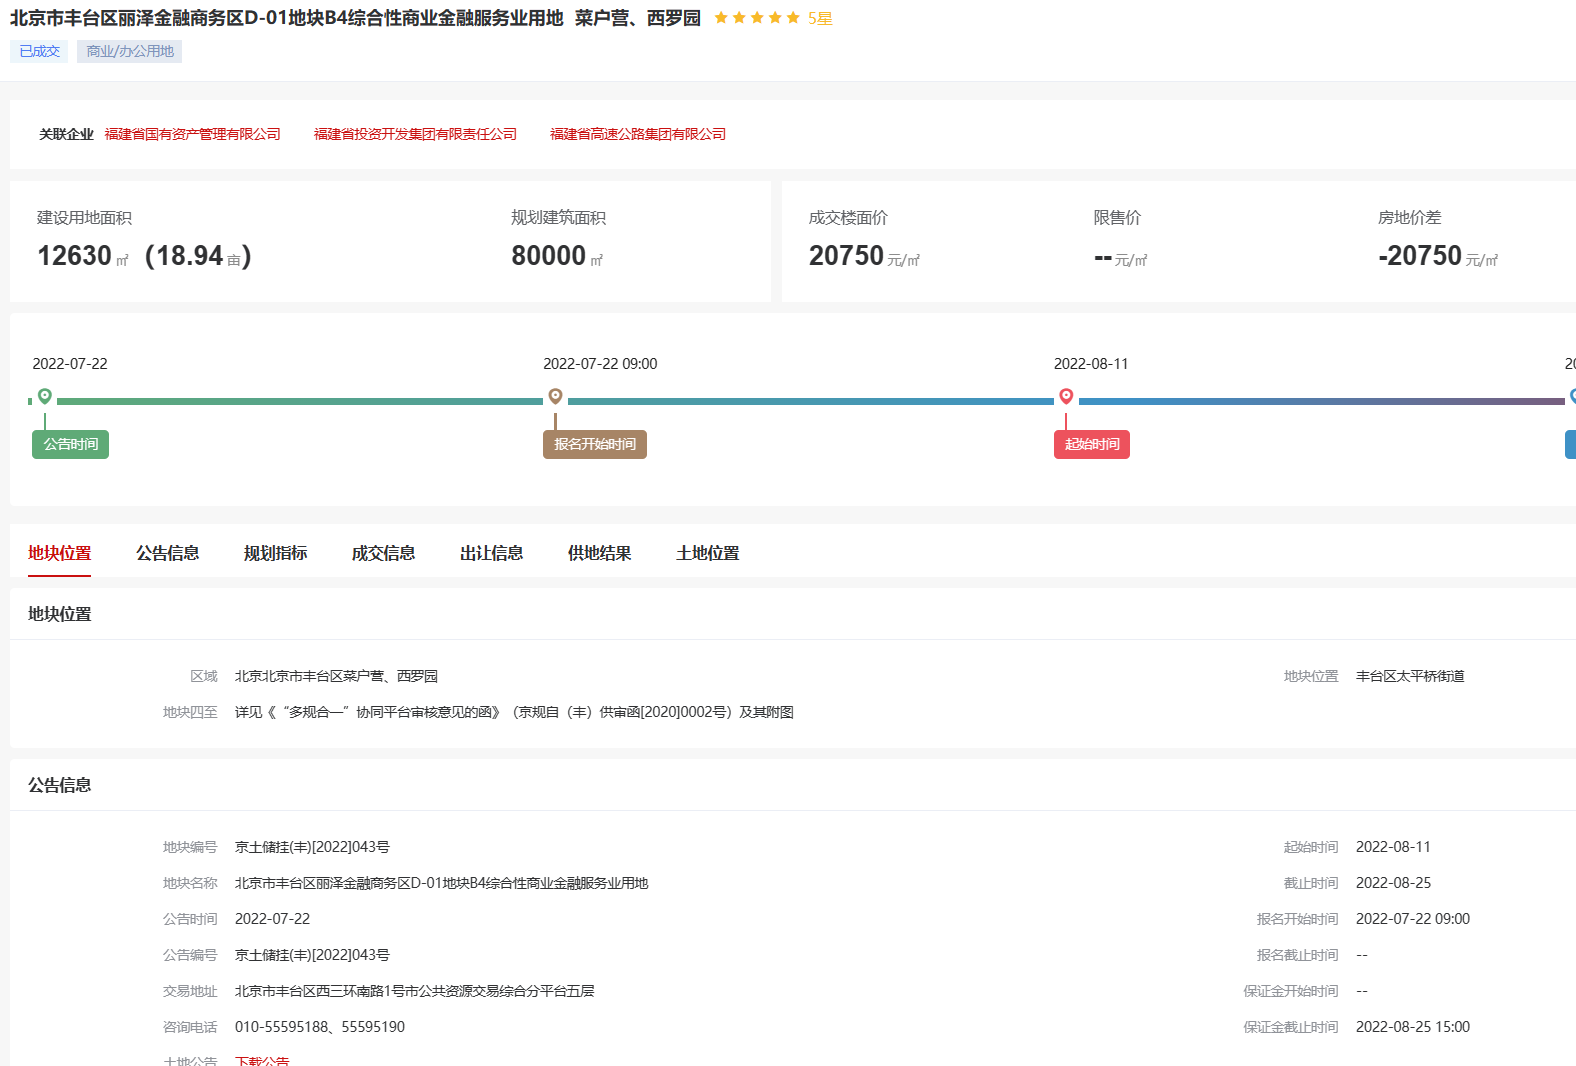 北京市丰台区丽泽金融商务区D-01地块B4综合性商业金融服务业用地 菜户营、西罗园 5星
已成交 商业/办公用地
关联企业 福建省国有资产管理有限公司 福建省投资开发集团有限责任公司 福建省高速公路集团有限公司
建设用地面积 规划建筑面积 成交楼面价 限售价 房地价差
12630㎡ (18.94亩) 80000㎡ 20750元/㎡ --元/㎡ -20750元/㎡
2022-07-22 2022-07-22 09:00 2022-08-11 20
公告时间 报名开始时间 起始时间
地块位置 公告信息 规划指标 成交信息 出让信息 供地结果 土地位置
地块位置
区域 北京北京市丰台区菜户营、西罗园 地块位置 丰台区太平桥街道
地块四至 详见《“多规合一”协同平台审核意见的函》（京规自（丰）供审函[2020]0002号）及其附图
公告信息
地块编号 京土储挂(丰)[2022]043号 起始时间 2022-08-11
地块名称 北京市丰台区丽泽金融商务区D-01地块B4综合性商业金融服务业用地 截止时间 2022-08-25
公告时间 2022-07-22 报名开始时间 2022-07-22 09:00
公告编号 京土储挂(丰)[2022]043号 报名截止时间 --
交易地址 北京市丰台区西三环南路1号市公共资源交易综合分平台五层 保证金开始时间 --
咨询电话 010-55595188、55595190 保证金截止时间 2022-08-25 15:00
土地公告 下载公告